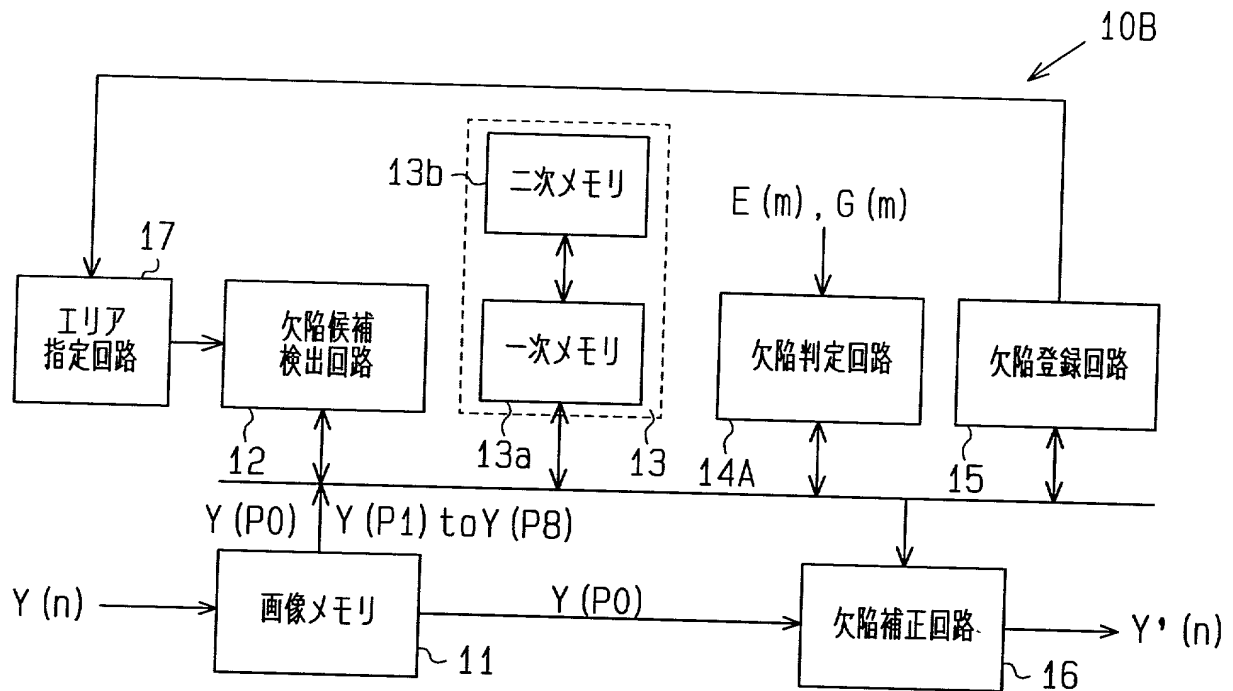 10B
13b
二次メモリ
E(m), G(m)
17
エリア
指定回路
欠陥候補
検出回路
一次メモリ
欠陥判定回路
欠陥登録回路
12
13a
13
14A
15
Y(P0)
Y(P1)toY(P8)
Y(n)
画像メモリ
Y(P0)
欠陥補正回路
Y'(n)
11
16